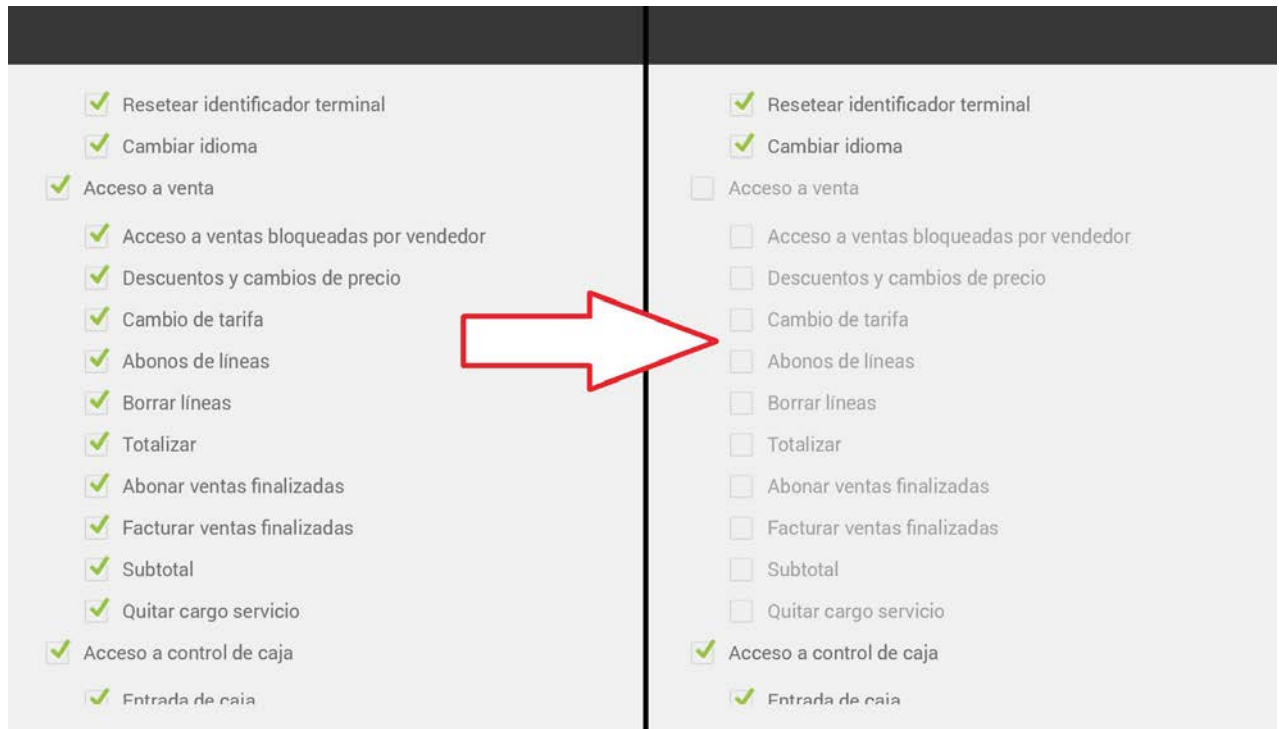 Resetear identificador terminal
Cambiar idioma
Acceso a venta
Acceso a ventas bloqueadas por vendedor
Descuentos y cambios de precio
Cambio de tarifa
Abonos de líneas
Borrar líneas
Totalizar
Abonar ventas finalizadas
Facturar ventas finalizadas
Subtotal
Quitar cargo servicio
Acceso a control de caja
Entrada de caja
Resetear identificador terminal
Cambiar idioma
Acceso a venta
Acceso a ventas bloqueadas por vendedor
Descuentos y cambios de precio
Cambio de tarifa
Abonos de líneas
Borrar líneas
Totalizar
Abonar ventas finalizadas
Facturar ventas finalizadas
Subtotal
Quitar cargo servicio
Acceso a control de caja
Entrada de caja